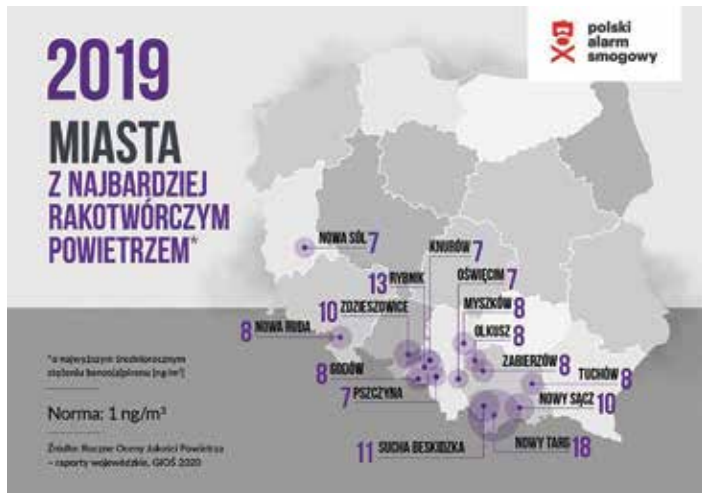 polski
alarm
smogowy
2019
MIASTA
Z NAJBARDZIEJ
RAKOTWÓRCZYM
POWIETRZEM*
NOWA SÓL 7
KNURÓW 7
13 RYBNIK
OŚWIĘCIM 7
10 ZDZIESZOWICE
MYSZKÓW 8
8 NOWA RUDA
OLKUSZ 8
ZABIERZÓW 8
8 GODÓW
TUCHÓW 8
7 PSZCZYNA
NOWY SĄCZ 10
11 SUCHA BESKIDZKA
NOWY TARG 18
*o najwyższym średniorocznym
stężeniu benzo(a)pirenu [ng/m³]
Norma: 1 ng/m³
Źródło: Roczne Oceny Jakości Powietrza
– raporty wojewódzkie, GIOŚ 2020